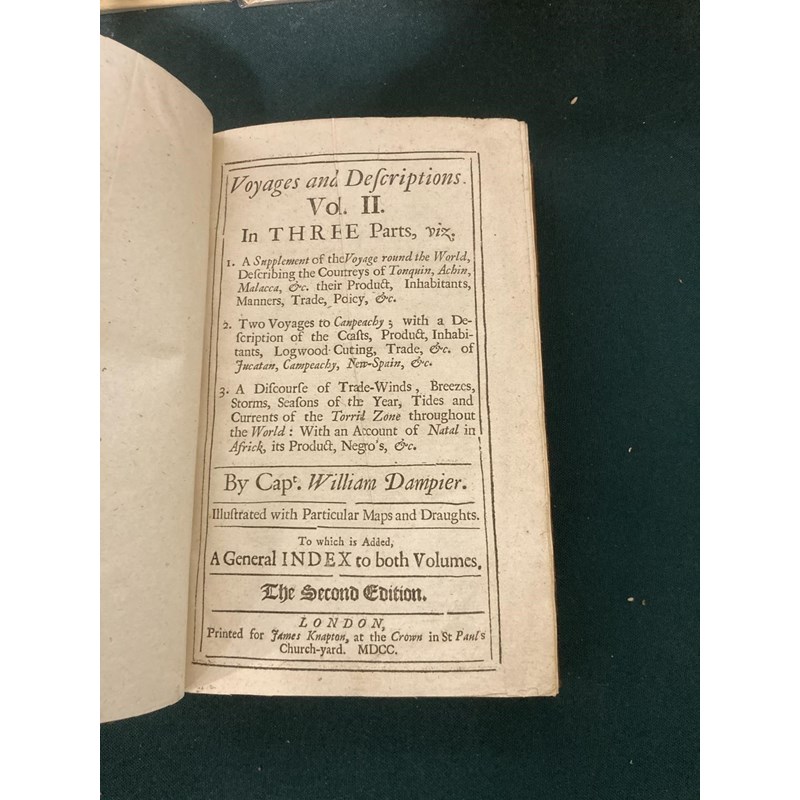 Voyages and Deſcriptions.
Vol. II.
In THREE Parts, viz.
1. A Supplement of the Voyage round the World,
Deſcribing the Countreys of Tonquin, Achin,
Malacca, &c. their Product, Inhabitants,
Manners, Trade, Policy, &c.
2. Two Voyages to Campeachy; with a De-
ſcription of the Coaſts, Product, Inhabi-
tants, Logwood-Cuting, Trade, &c. of
Jucatan, Campeachy, New-Spain, &c.
3. A Diſcourſe of Trade-Winds, Breezes,
Storms, Seaſons of the Year, Tides and
Currents of the Torrid Zone throughout
the World: With an Account of Natal in
Africk, its Product, Negro's, &c.
By Capt. William Dampier.
Illuſtrated with Particular Maps and Draughts.
To which is Added,
A General INDEX to both Volumes.
The Second Edition.
LONDON,
Printed for James Knapton, at the Crown in St Paul's
Church-yard. MDCC.